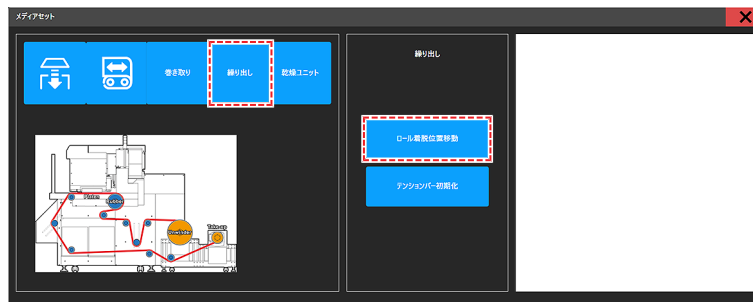 メディアセット
巻き取り
繰り出し
乾燥ユニット
繰り出し
ロール着脱位置移動
テンションバー初期化
Platen
Rubber
Unwinder
Take-up